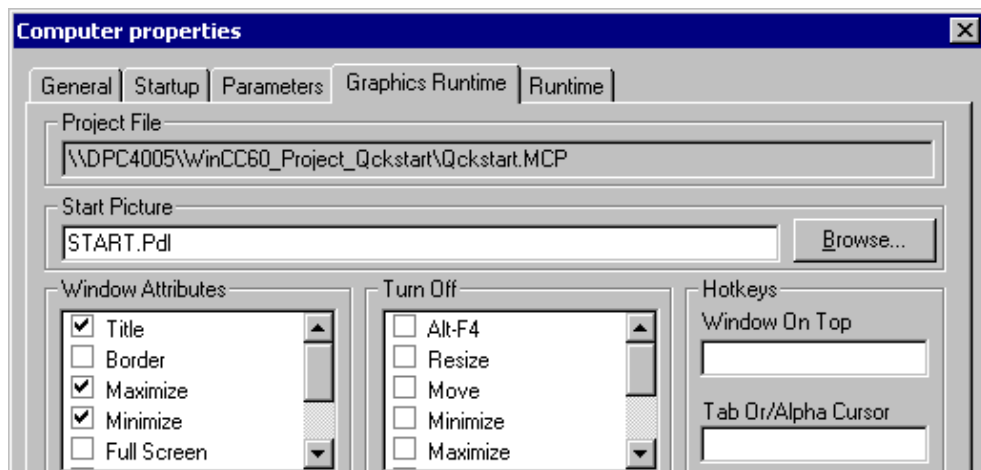 Computer properties
General Startup Parameters Graphics Runtime Runtime
Project File
\\DPC4005\WinCC60_Project_Qckstart\Qckstart.MCP
Start Picture
START.Pdl
Browse...
Window Attributes
Title
Border
Maximize
Minimize
Full Screen
Turn Off
Alt-F4
Resize
Move
Minimize
Maximize
Hotkeys
Window On Top
Tab Or/Alpha Cursor